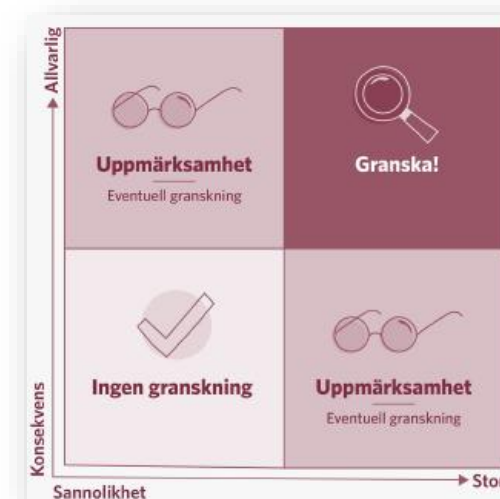 Allvarlig
Uppmärksamhet
Eventuell granskning
Granska!
Ingen granskning
Uppmärksamhet
Eventuell granskning
Konsekvens
Sannolikhet